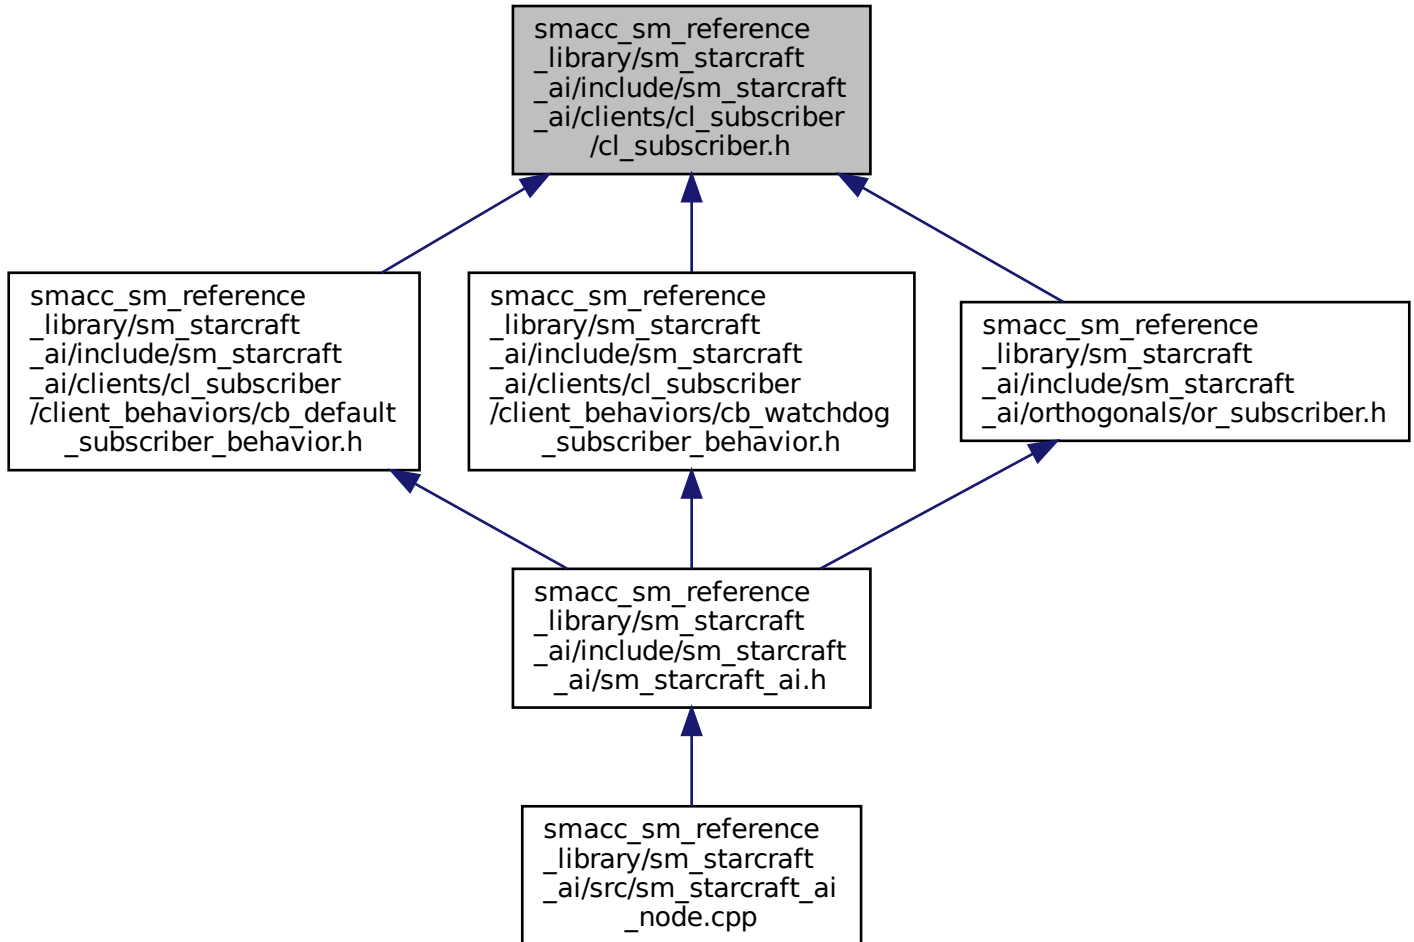 smacc_sm_reference
_library/sm_starcraft
_ai/include/sm_starcraft
_ai/clients/cl_subscriber
/cl_subscriber.h
smacc_sm_reference
_library/sm_starcraft
_ai/include/sm_starcraft
_ai/clients/cl_subscriber
/client_behaviors/cb_default
_subscriber_behavior.h
smacc_sm_reference
_library/sm_starcraft
_ai/include/sm_starcraft
_ai/clients/cl_subscriber
/client_behaviors/cb_watchdog
_subscriber_behavior.h
smacc_sm_reference
_library/sm_starcraft
_ai/include/sm_starcraft
_ai/orthogonals/or_subscriber.h
smacc_sm_reference
_library/sm_starcraft
_ai/include/sm_starcraft
_ai/sm_starcraft_ai.h
smacc_sm_reference
_library/sm_starcraft
_ai/src/sm_starcraft_ai
_node.cpp